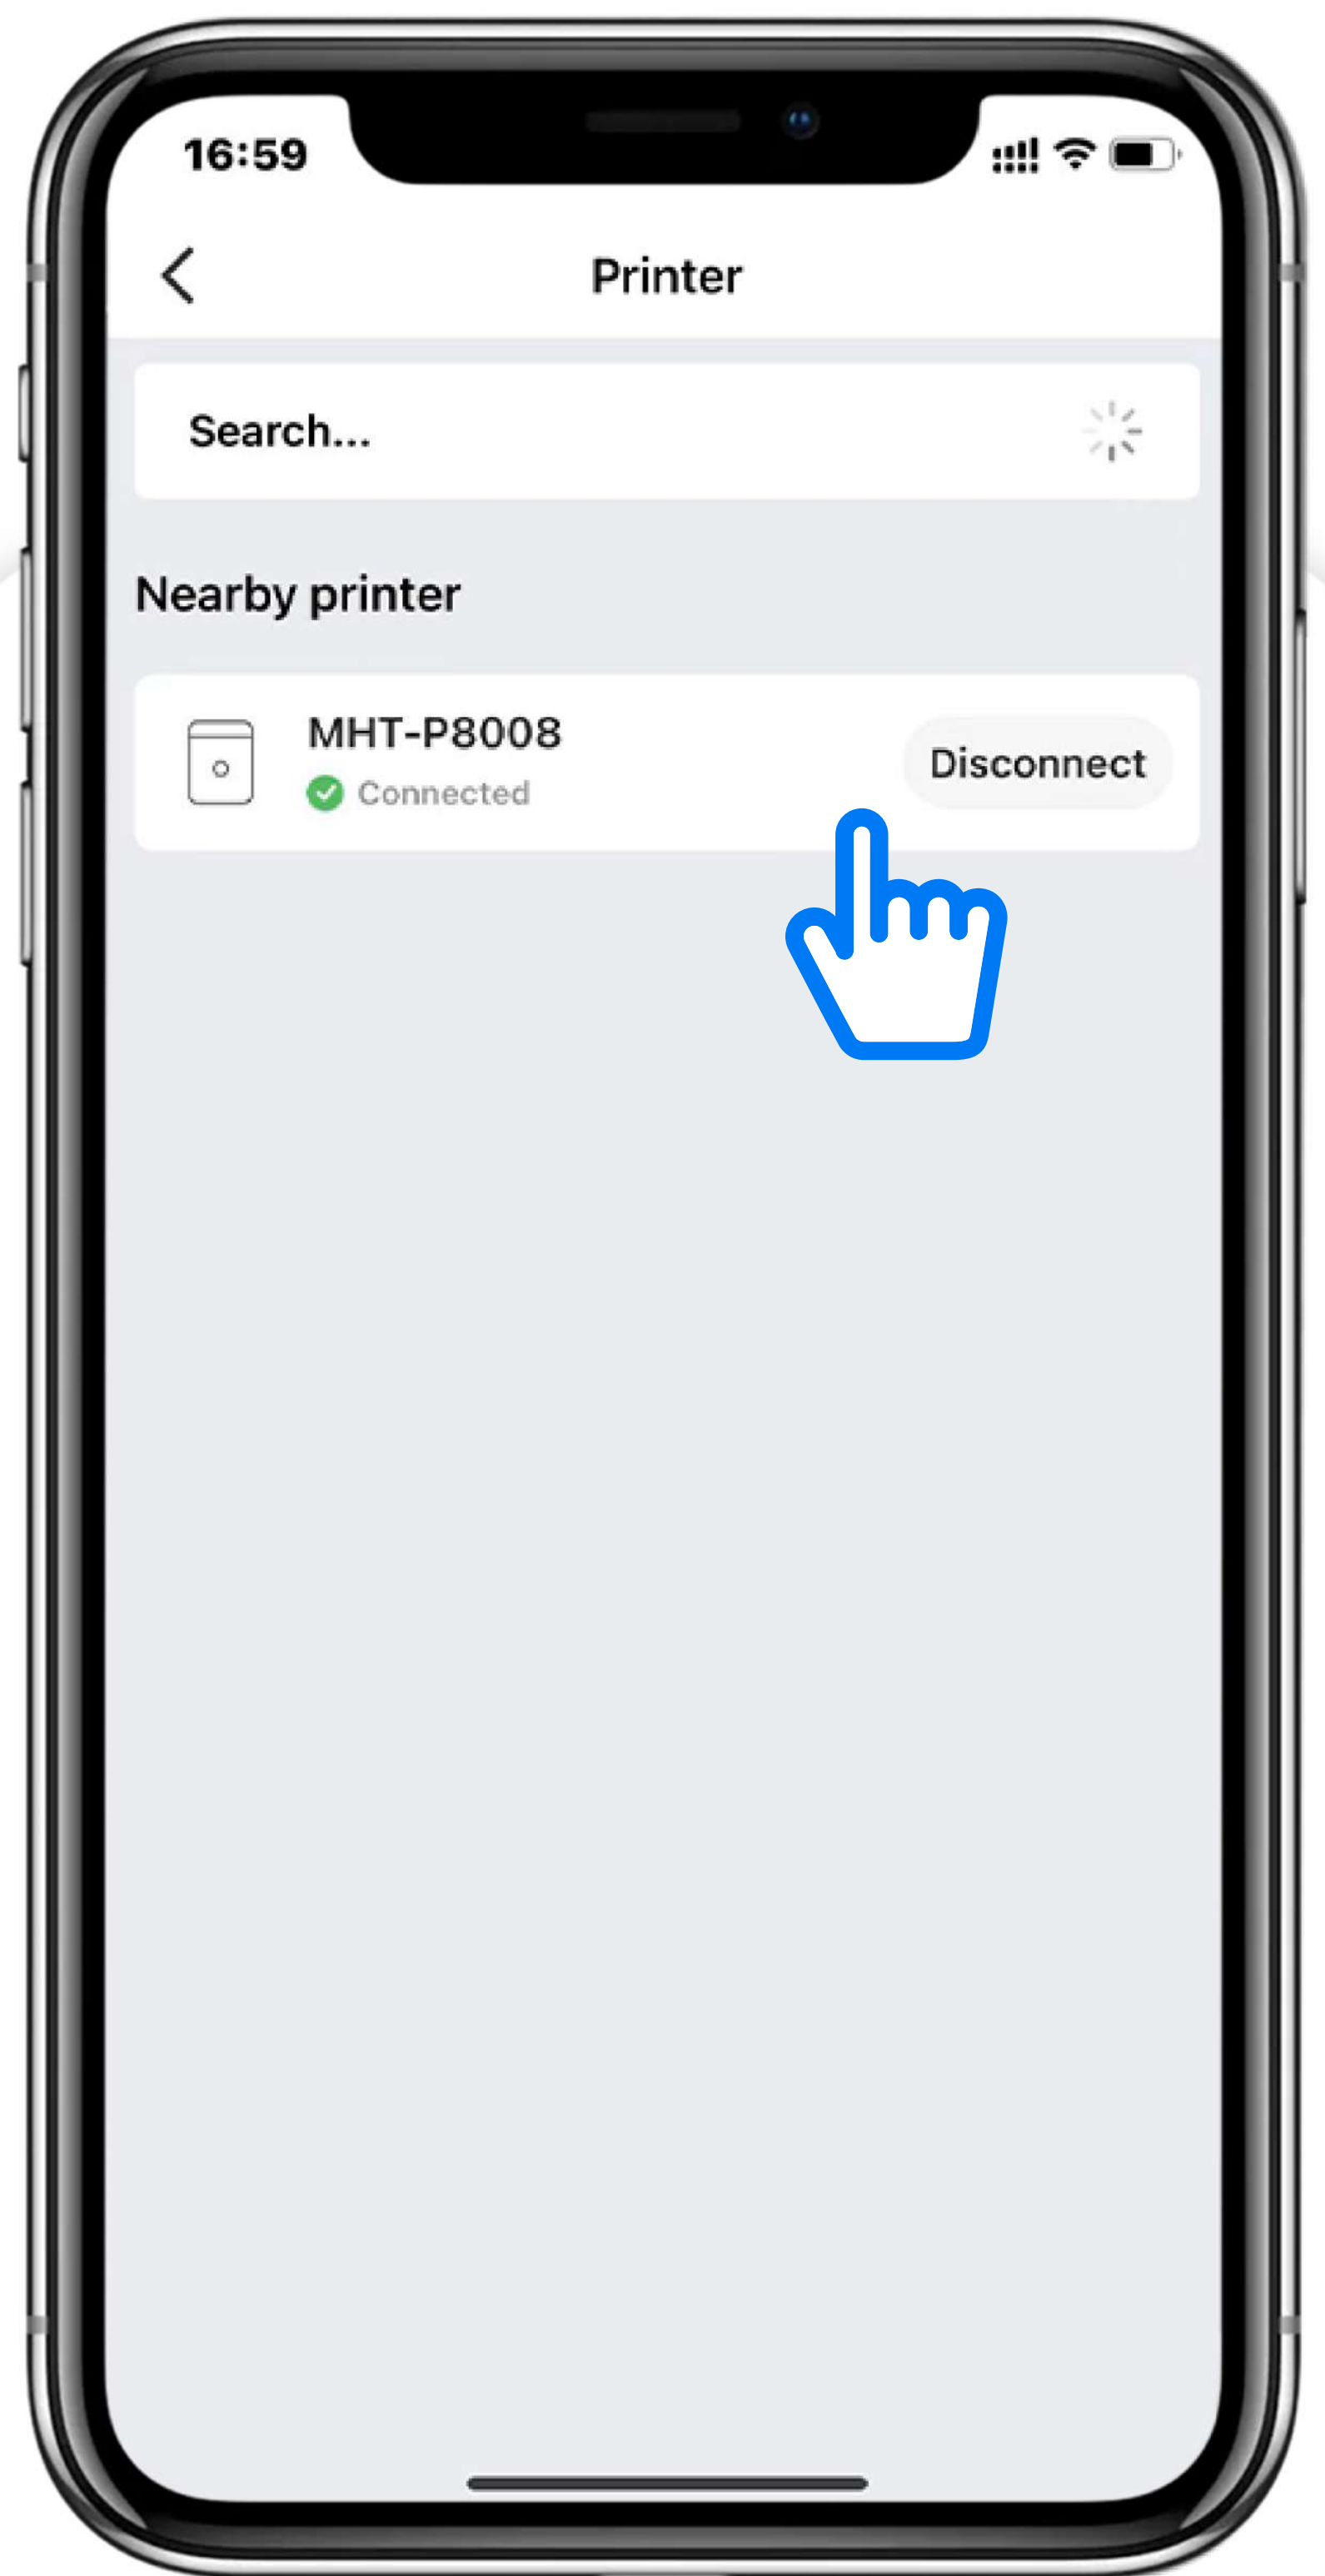 16:59
Printer
Search...
Nearby printer
MHT-P8008
Connected
Disconnect